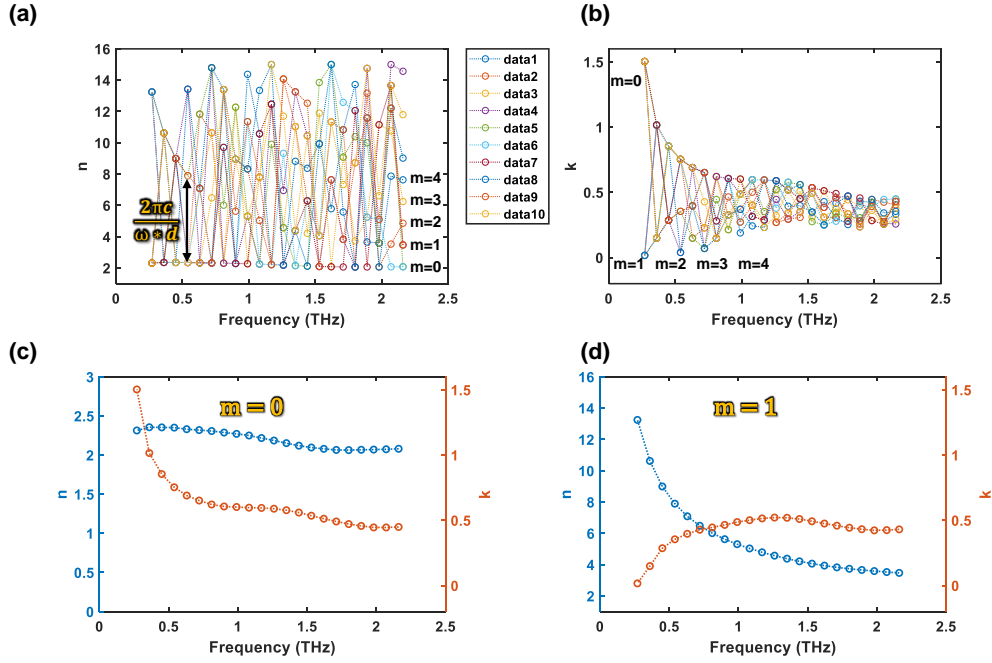 (a)
16
14
12
10
8
6
4
2
n
0
0.5
1
1.5
2
2.5
Frequency (THz)
2πc
ω * d
m=4
m=3
m=2
m=1
m=0
data1
data2
data3
data4
data5
data6
data7
data8
data9
data10
(b)
1.5
1
0.5
0
k
m=0
m=1
m=2
m=3
m=4
0
0.5
1
1.5
2
2.5
Frequency (THz)
(c)
3
2.5
2
1.5
1
0.5
0
n
m = 0
1.5
1
0.5
0
k
0
0.5
1
1.5
2
2.5
Frequency (THz)
(d)
16
14
12
10
8
6
4
2
n
m = 1
1.5
1
0.5
0
k
0
0.5
1
1.5
2
2.5
Frequency (THz)